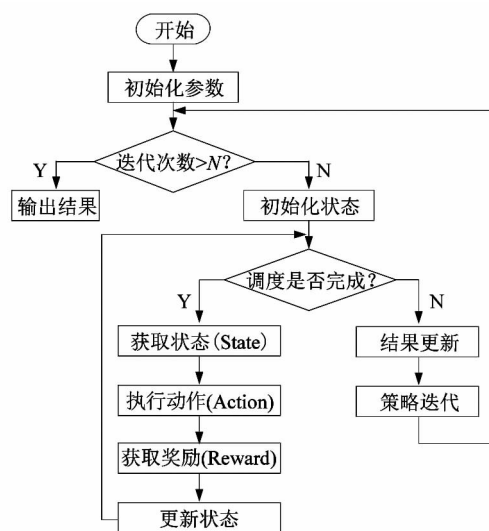 开始
初始化参数
迭代次数>N?
Y
N
输出结果
初始化状态
调度是否完成?
Y
N
获取状态(State)
结果更新
执行动作(Action)
策略迭代
获取奖励(Reward)
更新状态